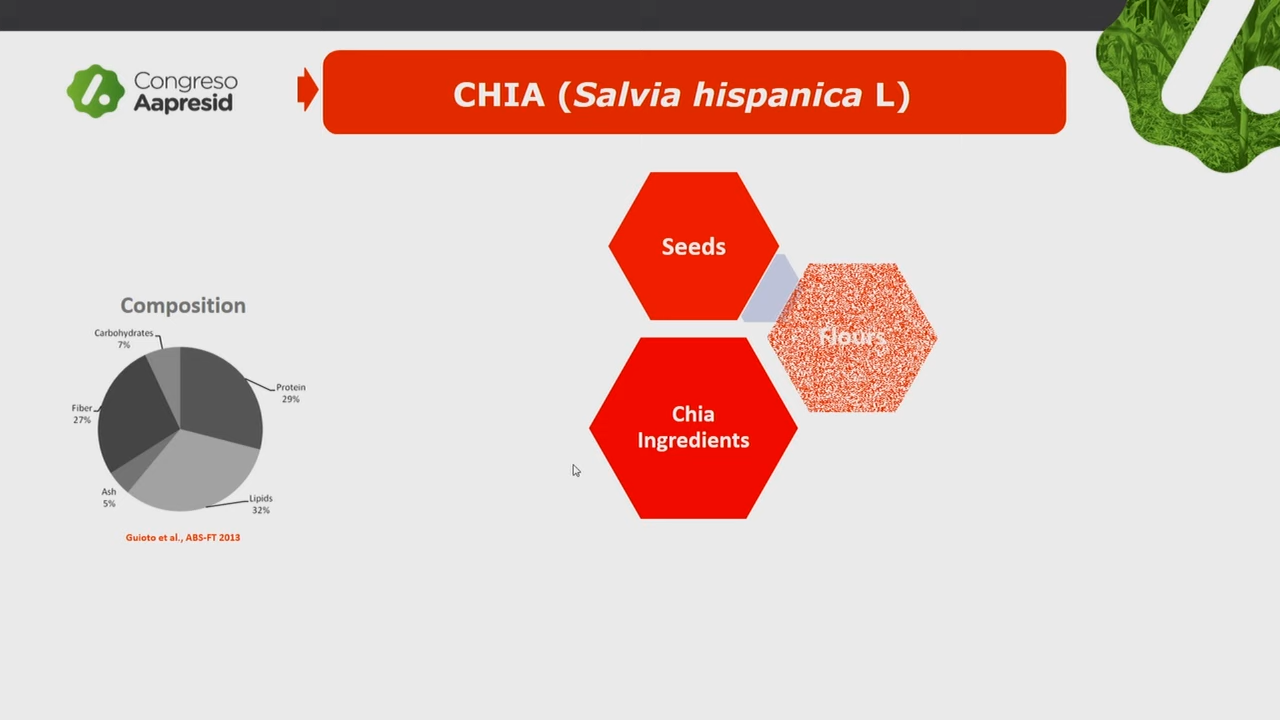 Congreso
Aapresid
CHIA (Salvia hispanica L)
Seeds
Flours
Chia
Ingredients
Composition
Carbohydrates
7%
Protein
29%
Fiber
27%
Ash
5%
Lipids
32%
Guioto et al., ABS-FT 2013